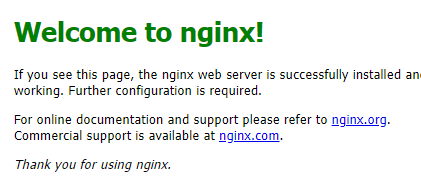 Welcome to nginx!
If you see this page, the nginx web server is successfully installed and
working. Further configuration is required.
For online documentation and support please refer to nginx.org.
Commercial support is available at nginx.com.
Thank you for using nginx.